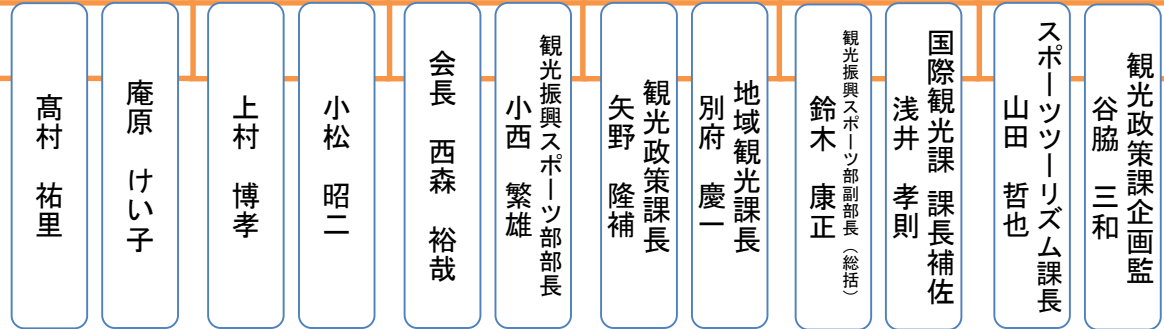 観光政策課企画監
谷脇 三和
スポーツツーリズム課長
山田 哲也
国際観光課 課長補佐
浅井 孝則
観光振興スポーツ部副部長（総括）
鈴木 康正
地域観光課長
別府 慶一
観光政策課長
矢野 隆補
観光振興スポーツ部部長
小西 繁雄
会長 西森 裕哉
小松 昭二
上村 博孝
庵原 けい子
髙村 祐里